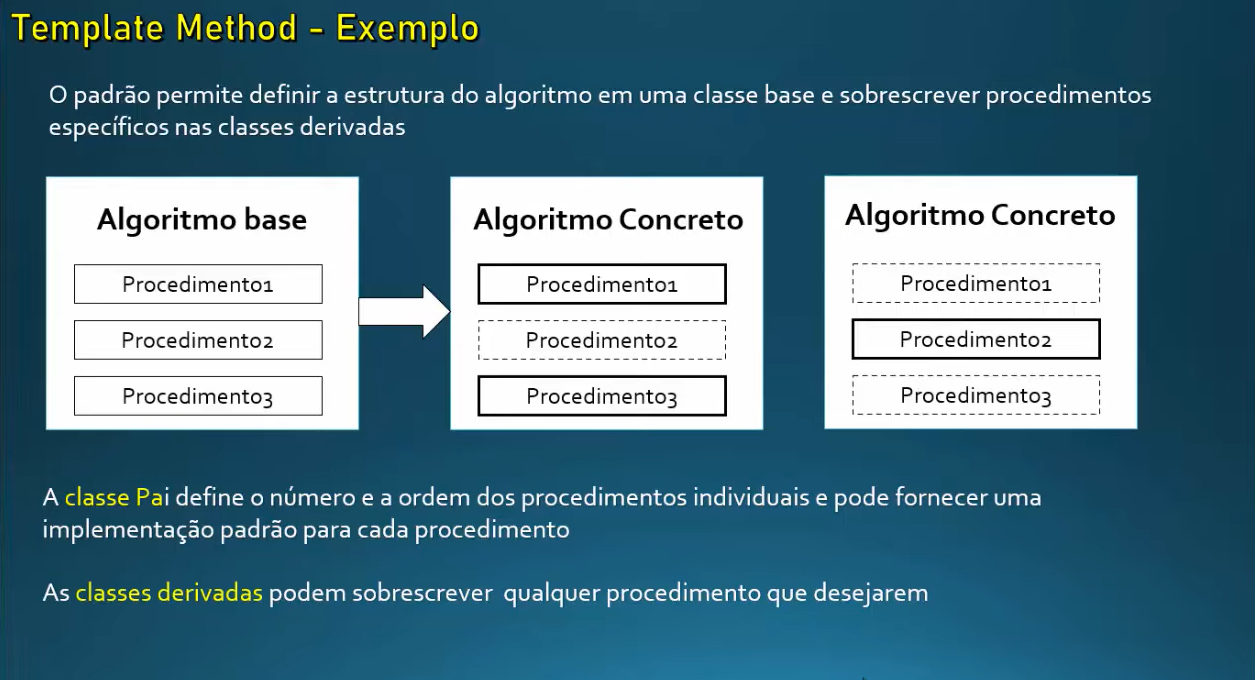 Template Method - Exemplo
O padrão permite definir a estrutura do algoritmo em uma classe base e sobrescrever procedimentos
específicos nas classes derivadas
Algoritmo base
Procedimento1
Procedimento2
Procedimento3
Algoritmo Concreto
Procedimento1
Procedimento2
Procedimento3
Algoritmo Concreto
Procedimento1
Procedimento2
Procedimento3
A classe Pai define o número e a ordem dos procedimentos individuais e pode fornecer uma
implementação padrão para cada procedimento
As classes derivadas podem sobrescrever qualquer procedimento que desejarem